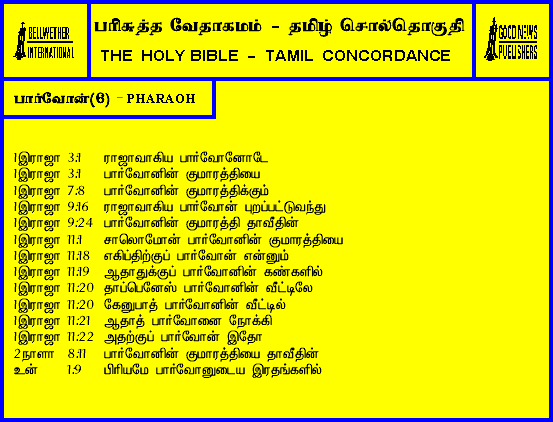 BELLWETHER
INTERNATIONAL
பரிசுத்த வேதாகமம் - தமிழ் சொல்தொகுதி
THE HOLY BIBLE - TAMIL CONCORDANCE
GOOD NEWS
PUBLISHERS
பார்வோன்(6) - PHARAOH
1இராஜா 3:1 ராஜாவாகிய பார்வோனோடே
1இராஜா 3:1 பார்வோனின் குமாரத்தியை
1இராஜா 7:8 பார்வோனின் குமாரத்திக்கும்
1இராஜா 9:16 ராஜாவாகிய பார்வோன் புறப்பட்டுவந்து
1இராஜா 9:24 பார்வோனின் குமாரத்தி தாவீதின்
1இராஜா 11:1 சாலொமோன் பார்வோனின் குமாரத்தியை
1இராஜா 11:18 எகிப்திற்குப் பார்வோன் என்னும்
1இராஜா 11:19 ஆதாதுக்குப் பார்வோனின் கண்களில்
1இராஜா 11:20 தாப்பெனேஸ் பார்வோனின் வீட்டிலே
1இராஜா 11:20 கேனுபாத் பார்வோனின் வீட்டில்
1இராஜா 11:21 ஆதாத் பார்வோனை நோக்கி
1இராஜா 11:22 அதற்குப் பார்வோன் இதோ
2நாளா 8:11 பார்வோனின் குமாரத்தியை தாவீதின்
உன் 1:9 பிரியமே பார்வோனுடைய இரதங்களில்